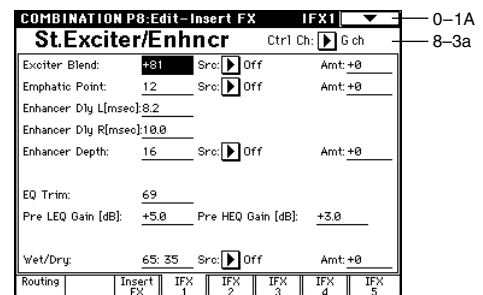 COMBINATION P8:Edit-Insert FX IFX1 0–1A
St.Exciter/Enhncr Ctrl Ch: G ch 8–3a
Exciter Blend: +81 Src: Off Amt: +0
Emphatic Point: 12 Src: Off Amt: +0
Enhancer Dly L[msec]: 8.2
Enhancer Dly R[msec]: 10.0
Enhancer Depth: 16 Src: Off Amt: +0
EQ Trim: 69
Pre LEQ Gain [dB]: +5.0 Pre HEQ Gain [dB]: +3.0
Wet/Dry: 65: 35 Src: Off Amt: +0
Routing Insert FX IFX 1 IFX 2 IFX 3 IFX 4 IFX 5